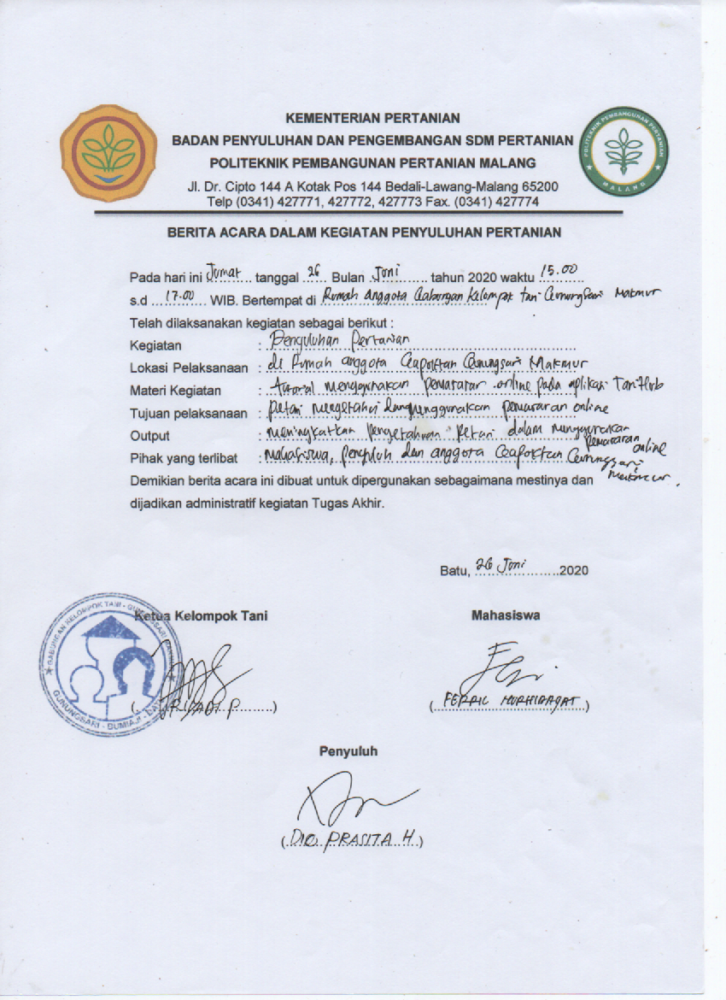 KEMENTERIAN PERTANIAN
BADAN PENYULUHAN DAN PENGEMBANGAN SDM PERTANIAN
POLITEKNIK PEMBANGUNAN PERTANIAN MALANG
Jl. Dr. Cipto 144 A Kotak Pos 144 Bedali-Lawang-Malang 65200
Telp (0341) 427771, 427772, 427773 Fax. (0341) 427774
POLITEKNIK PEMBANGUNAN PERTANIAN
MALANG
BERITA ACARA DALAM KEGIATAN PENYULUHAN PERTANIAN
Pada hari ini Jumat tanggal 26 Bulan Juni tahun 2020 waktu 15.00
s.d 17.00 WIB. Bertempat di Rumah Anggota Gabungan Kelompok tani Gunungsari Makmur
Telah dilaksanakan kegiatan sebagai berikut :
Kegiatan : Penyuluhan Pertanian
Lokasi Pelaksanaan : di Rumah anggota Gapoktan Gunungsari Makmur
Materi Kegiatan : Tutorial menggunakan pemasaran online pada aplikasi TaniHub
Tujuan pelaksanaan : Petani mengetahui dan menggunakan pemasaran online
Output : meningkatkan pengetahuan Petani dalam menggunakan pemasaran online
Pihak yang terlibat : Mahasiswa, penyuluh dan anggota Gapoktan Gunungsari Makmur.
Demikian berita acara ini dibuat untuk dipergunakan sebagaimana mestinya dan
dijadikan administratif kegiatan Tugas Akhir.
Batu, 26 Juni 2020
Ketua Kelompok Tani Mahasiswa
GABUNGAN KELOMPOK TANI - GUNUNGSARI MAKMUR
GUNUNGSARI - BUMIAJI - BATU
(FERRIL NURHIDAYAT)
Penyuluh
(DIO PRASITA H)